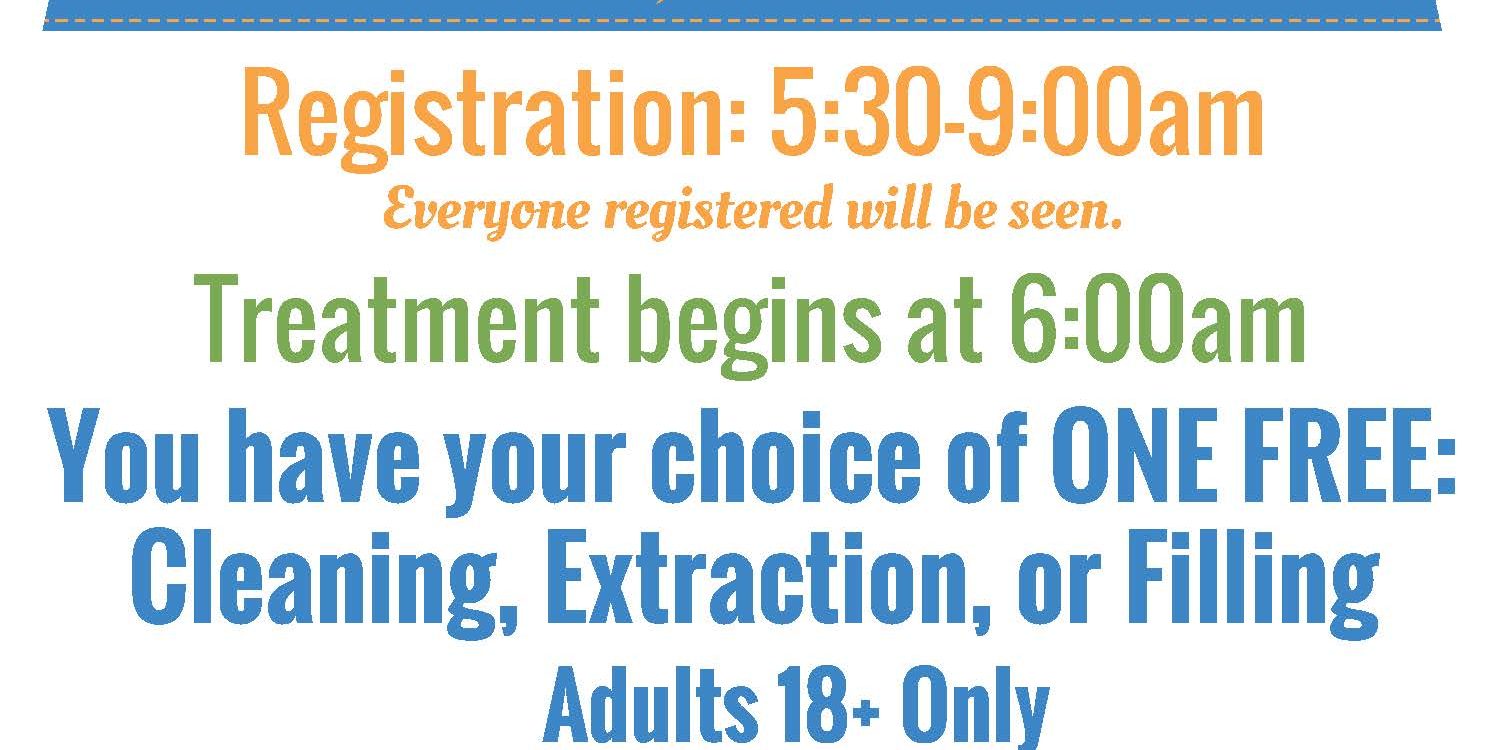 Registration: 5:30-9:00am
Everyone registered will be seen.
Treatment begins at 6:00am
You have your choice of ONE FREE:
Cleaning, Extraction, or Filling
Adults 18+ Only